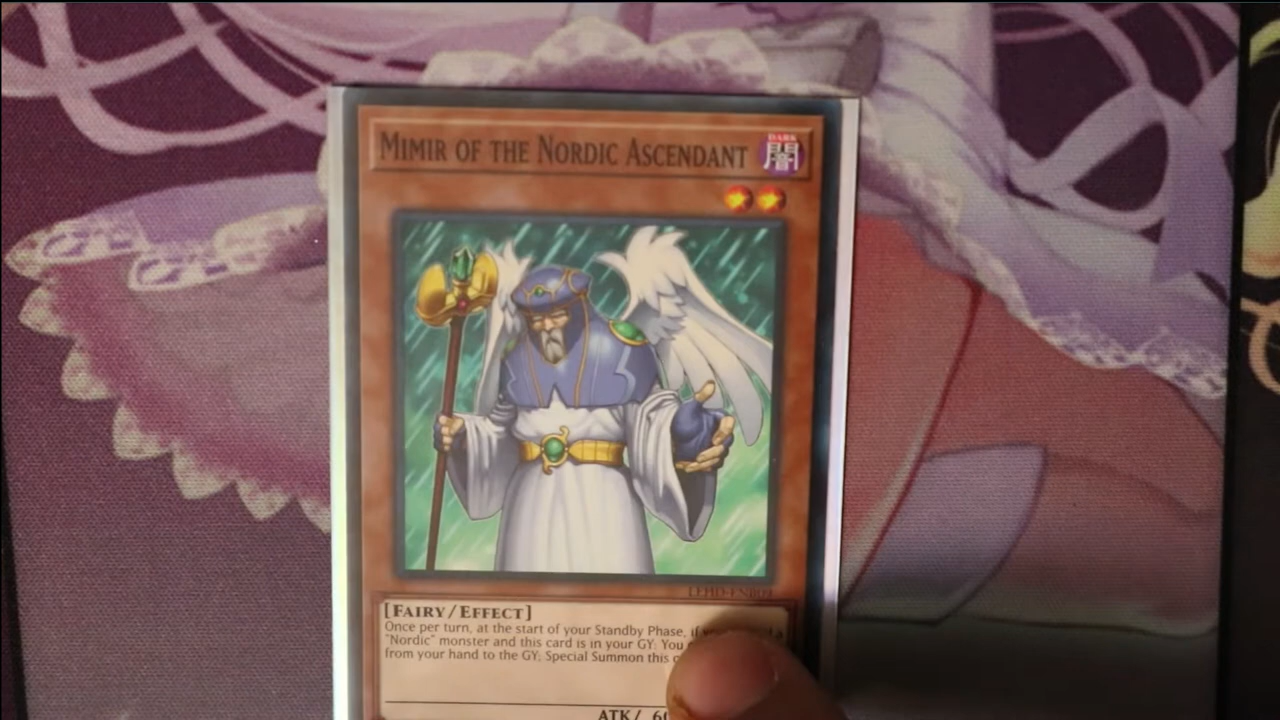 MIMIR OF THE NORDIC ASCENDANT
DARK
闇
[FAIRY/EFFECT]
Once per turn, at the start of your Standby Phase, if
"Nordic" monster and this card is in your GY: You
from your hand to the GY; Special Summon this
ATK/ 60